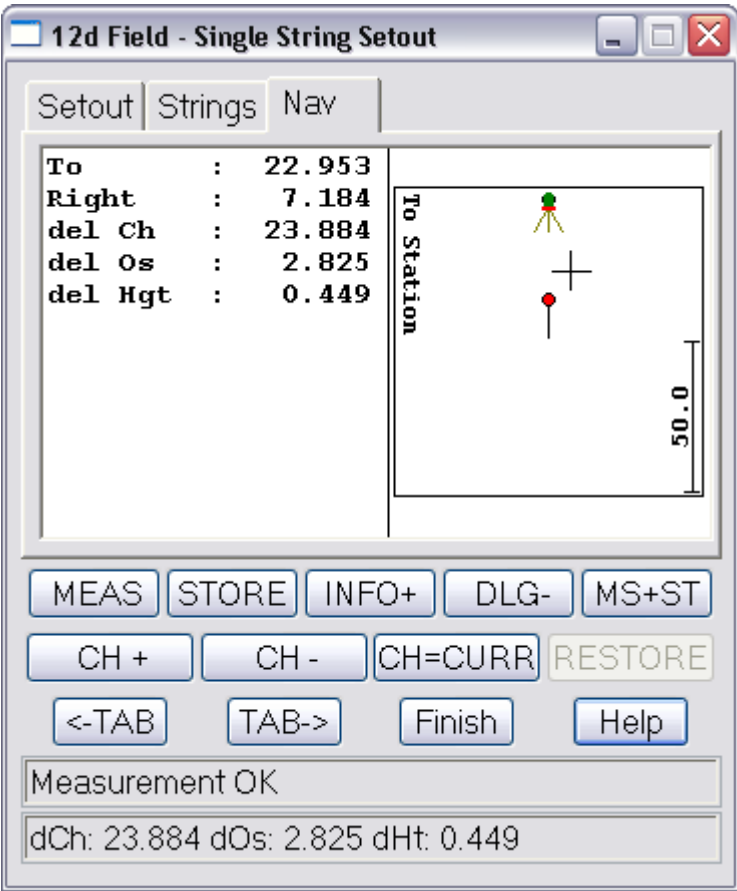 12d Field - Single String Setout
Setout Strings Nav
To : 22.953
Right : 7.184
del Ch : 23.884
del Os : 2.825
del Hgt : 0.449
To Station
50.0
MEAS STORE INFO+ DLG- MS+ST
CH + CH - CH=CURR RESTORE
<-TAB TAB-> Finish Help
Measurement OK
dCh: 23.884 dOs: 2.825 dHt: 0.449